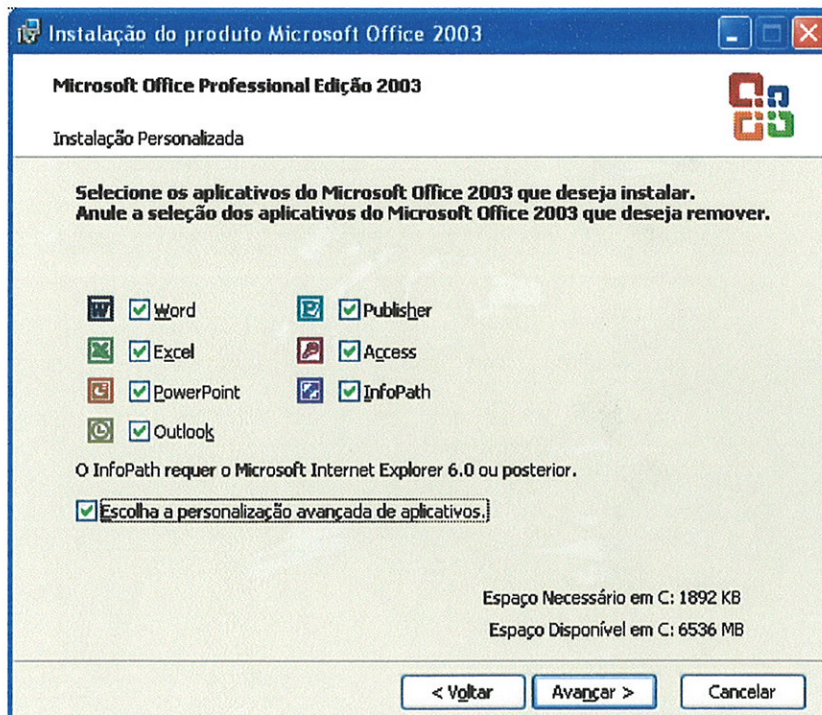 Instalação do produto Microsoft Office 2003
Microsoft Office Professional Edição 2003
Instalação Personalizada
Selecione os aplicativos do Microsoft Office 2003 que deseja instalar.
Anule a seleção dos aplicativos do Microsoft Office 2003 que deseja remover.
Word
Publisher
Excel
Access
PowerPoint
InfoPath
Outlook
O InfoPath requer o Microsoft Internet Explorer 6.0 ou posterior.
Escolha a personalização avançada de aplicativos.
Espaço Necessário em C: 1892 KB
Espaço Disponível em C: 6536 MB
< Voltar Avançar > Cancelar